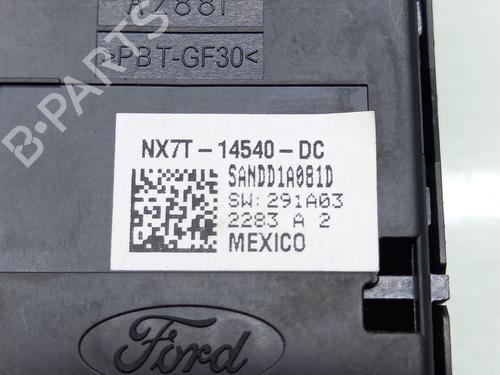 >PBT-GF30<
NX7T-14540-DC
SANDD1A081D
SW:291A03
2283 A 2
MEXICO
Ford
B-Parts